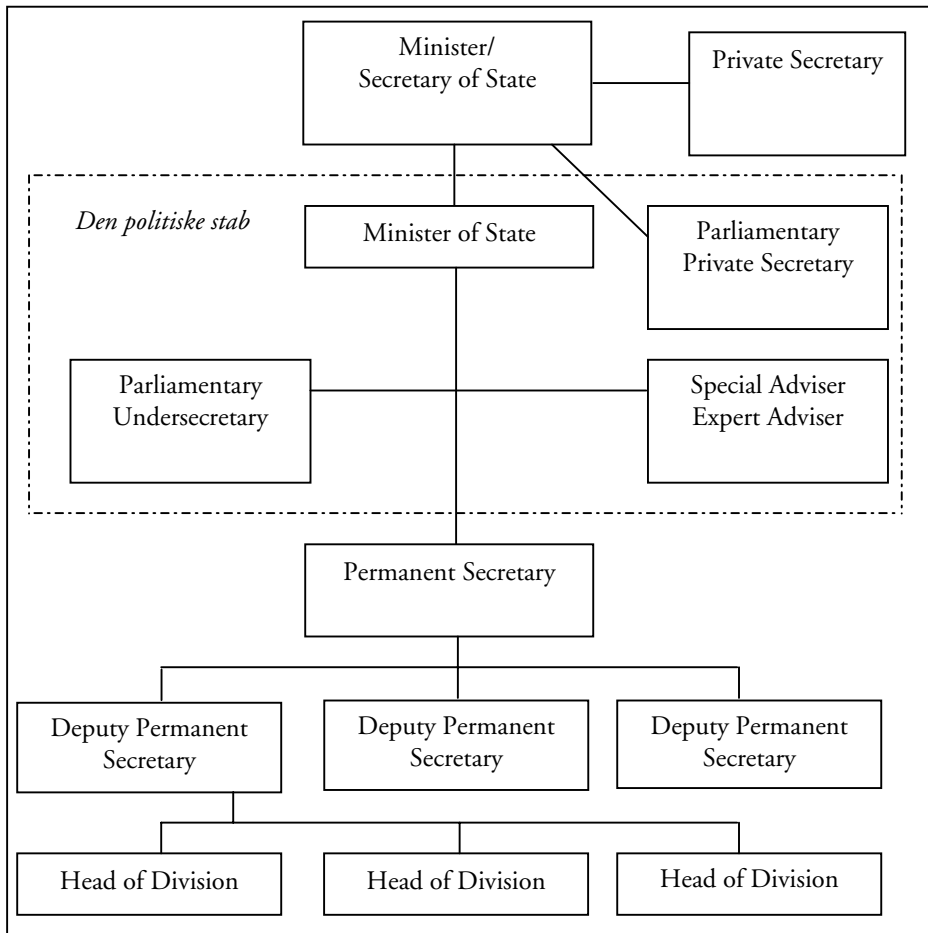 Minister/
Secretary of State
Private Secretary
Den politiske stab
Minister of State
Parliamentary
Private Secretary
Parliamentary
Undersecretary
Special Adviser
Expert Adviser
Permanent Secretary
Deputy Permanent
Secretary
Deputy Permanent
Secretary
Deputy Permanent
Secretary
Head of Division
Head of Division
Head of Division